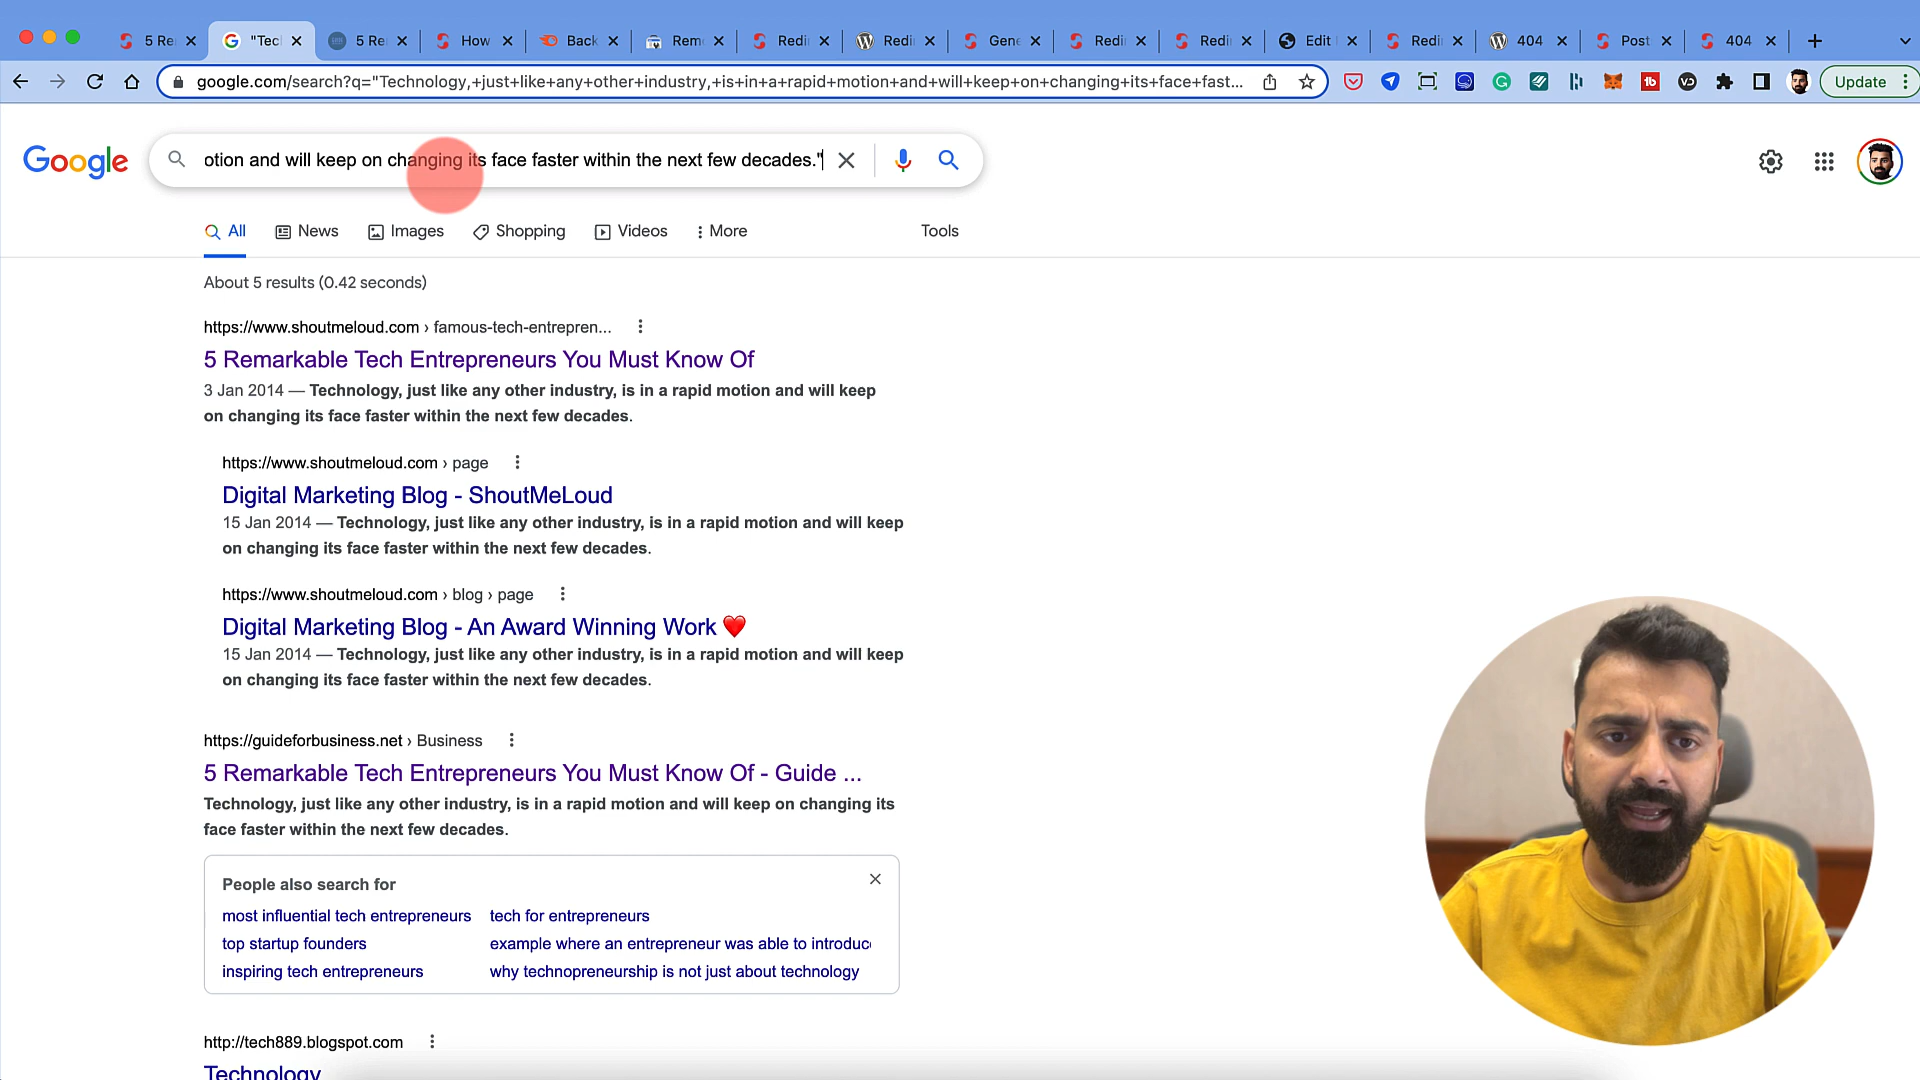 5 Re
"Tecl
5 Re
How
Back
Rem
Redi
Redi
Gene
Redi
Redi
Edit
Redi
404
Post
404
google.com/search?q="Technology,+just+like+any+other+industry,+is+in+a+rapid+motion+and+will+keep+on+changing+its+face+fast...
Update
Google
otion and will keep on changing its face faster within the next few decades."
All
News
Images
Shopping
Videos
More
Tools
About 5 results (0.42 seconds)
https://www.shoutmeloud.com › famous-tech-entrepren...
5 Remarkable Tech Entrepreneurs You Must Know Of
3 Jan 2014 — Technology, just like any other industry, is in a rapid motion and will keep
on changing its face faster within the next few decades.
https://www.shoutmeloud.com › page
Digital Marketing Blog - ShoutMeLoud
15 Jan 2014 — Technology, just like any other industry, is in a rapid motion and will keep
on changing its face faster within the next few decades.
https://www.shoutmeloud.com › blog › page
Digital Marketing Blog - An Award Winning Work ❤️
15 Jan 2014 — Technology, just like any other industry, is in a rapid motion and will keep
on changing its face faster within the next few decades.
https://guideforbusiness.net › Business
5 Remarkable Tech Entrepreneurs You Must Know Of - Guide ...
Technology, just like any other industry, is in a rapid motion and will keep on changing its
face faster within the next few decades.
People also search for
most influential tech entrepreneurs
tech for entrepreneurs
top startup founders
example where an entrepreneur was able to introduc
inspiring tech entrepreneurs
why technopreneurship is not just about technology
http://tech889.blogspot.com
Technology